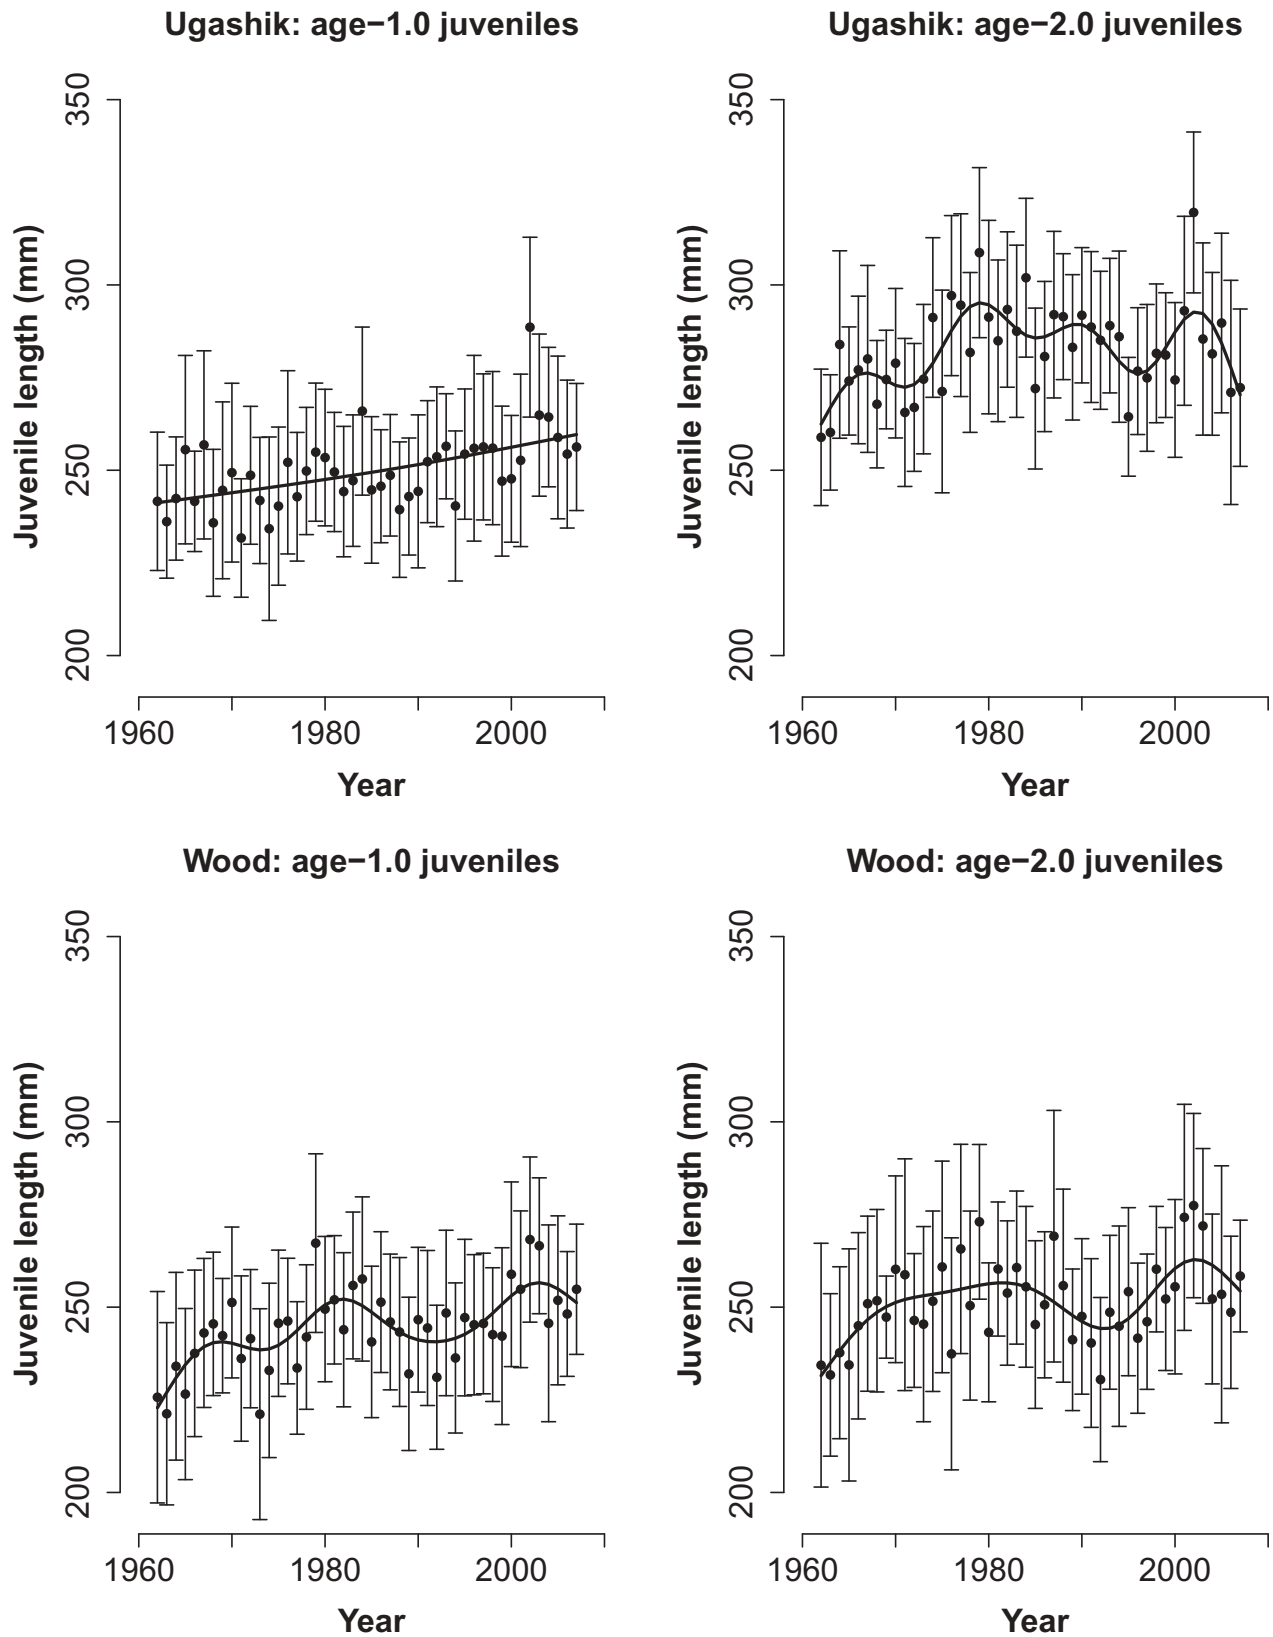 Ugashik: age−1.0 juveniles
Juvenile length (mm)
350
300
250
200
1960 1980 2000
Year
Ugashik: age−2.0 juveniles
Juvenile length (mm)
350
300
250
200
1960 1980 2000
Year
Wood: age−1.0 juveniles
Juvenile length (mm)
350
300
250
200
1960 1980 2000
Year
Wood: age−2.0 juveniles
Juvenile length (mm)
350
300
250
200
1960 1980 2000
Year